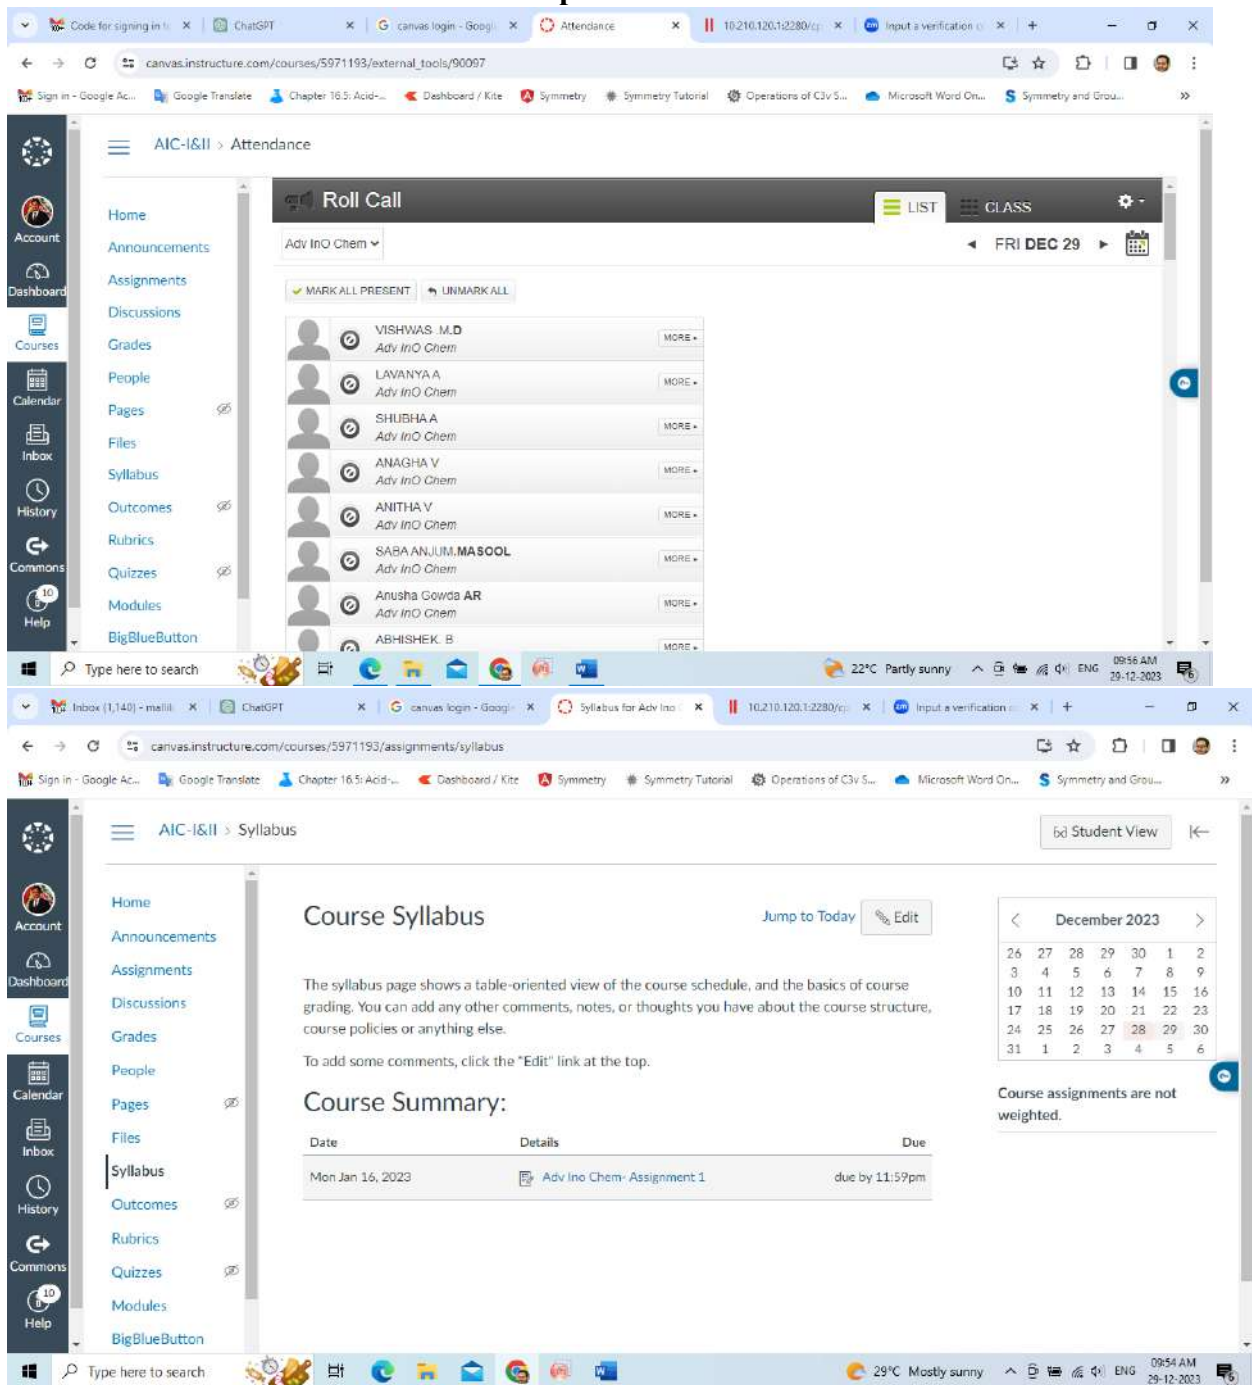 Code for signing in t
ChatGPT
canvas login - Googl
Attendance
10.210.120.1:2280/cp
Input a verification c
canvas.instructure.com/courses/5971193/external_tools/90097
Sign in - Google Ac...
Google Translate
Chapter 16.5: Acid-...
Dashboard / Kite
Symmetry
Symmetry Tutorial
Operations of C3v S...
Microsoft Word On...
Symmetry and Grou...
»
AIC-I&II > Attendance
Account
Dashboard
Courses
Calendar
Inbox
History
Commons
10
Help
Home
Announcements
Assignments
Discussions
Grades
People
Pages
Files
Syllabus
Outcomes
Rubrics
Quizzes
Modules
BigBlueButton
Roll Call
LIST
CLASS
Adv InO Chem
FRI DEC 29
MARK ALL PRESENT
UNMARK ALL
VISHWAS .M.D
Adv InO Chem
MORE
LAVANYA A
Adv InO Chem
MORE
SHUBHA A
Adv InO Chem
MORE
ANAGHA V
Adv InO Chem
MORE
ANITHA V
Adv InO Chem
MORE
SABA ANJUM.MASOOL
Adv InO Chem
MORE
Anusha Gowda AR
Adv InO Chem
MORE
ABHISHEK. B
MORE
Type here to search
22°C Partly sunny
ENG
09:56 AM
29-12-2023
Inbox (1,140) - mallik
ChatGPT
canvas login - Googl
Syllabus for Adv Ino
10.210.120.1:2280/cp
Input a verification c
canvas.instructure.com/courses/5971193/assignments/syllabus
Sign in - Google Ac...
Google Translate
Chapter 16.5: Acid-...
Dashboard / Kite
Symmetry
Symmetry Tutorial
Operations of C3v S...
Microsoft Word On...
Symmetry and Grou...
»
AIC-I&II > Syllabus
Student View
Account
Dashboard
Courses
Calendar
Inbox
History
Commons
10
Help
Home
Announcements
Assignments
Discussions
Grades
People
Pages
Files
Syllabus
Outcomes
Rubrics
Quizzes
Modules
BigBlueButton
Course Syllabus
Jump to Today
Edit
The syllabus page shows a table-oriented view of the course schedule, and the basics of course
grading. You can add any other comments, notes, or thoughts you have about the course structure,
course policies or anything else.
To add some comments, click the "Edit" link at the top.
Course Summary:
Date Details Due
Mon Jan 16, 2023 Adv Ino Chem- Assignment 1 due by 11:59pm
December 2023
26 27 28 29 30 1 2
3 4 5 6 7 8 9
10 11 12 13 14 15 16
17 18 19 20 21 22 23
24 25 26 27 28 29 30
31 1 2 3 4 5 6
Course assignments are not
weighted.
Type here to search
29°C Mostly sunny
ENG
09:54 AM
29-12-2023